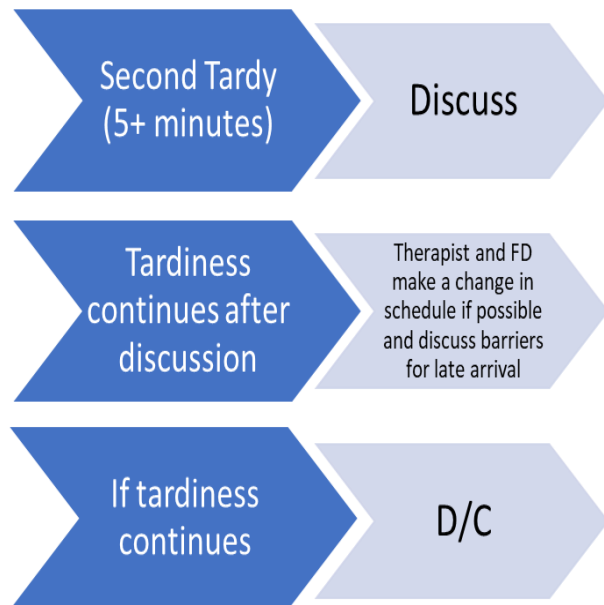 Second Tardy
(5+ minutes)
Discuss
Tardiness
continues after
discussion
Therapist and FD
make a change in
schedule if possible
and discuss barriers
for late arrival
If tardiness
continues
D/C